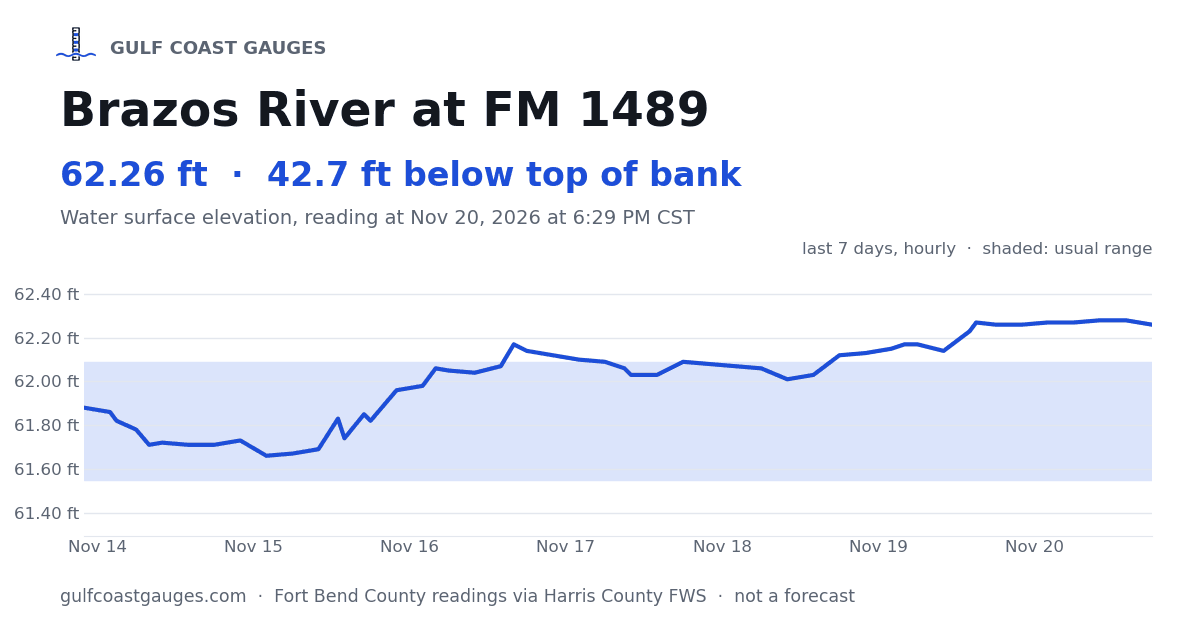 GULF COAST GAUGES
Brazos River at FM 1489
62.26 ft · 42.7 ft below top of bank
Water surface elevation, reading at Nov 20, 2026 at 6:29 PM CST
last 7 days, hourly · shaded: usual range
62.40 ft
62.20 ft
62.00 ft
61.80 ft
61.60 ft
61.40 ft
Nov 14 Nov 15 Nov 16 Nov 17 Nov 18 Nov 19 Nov 20
gulfcoastgauges.com · Fort Bend County readings via Harris County FWS · not a forecast